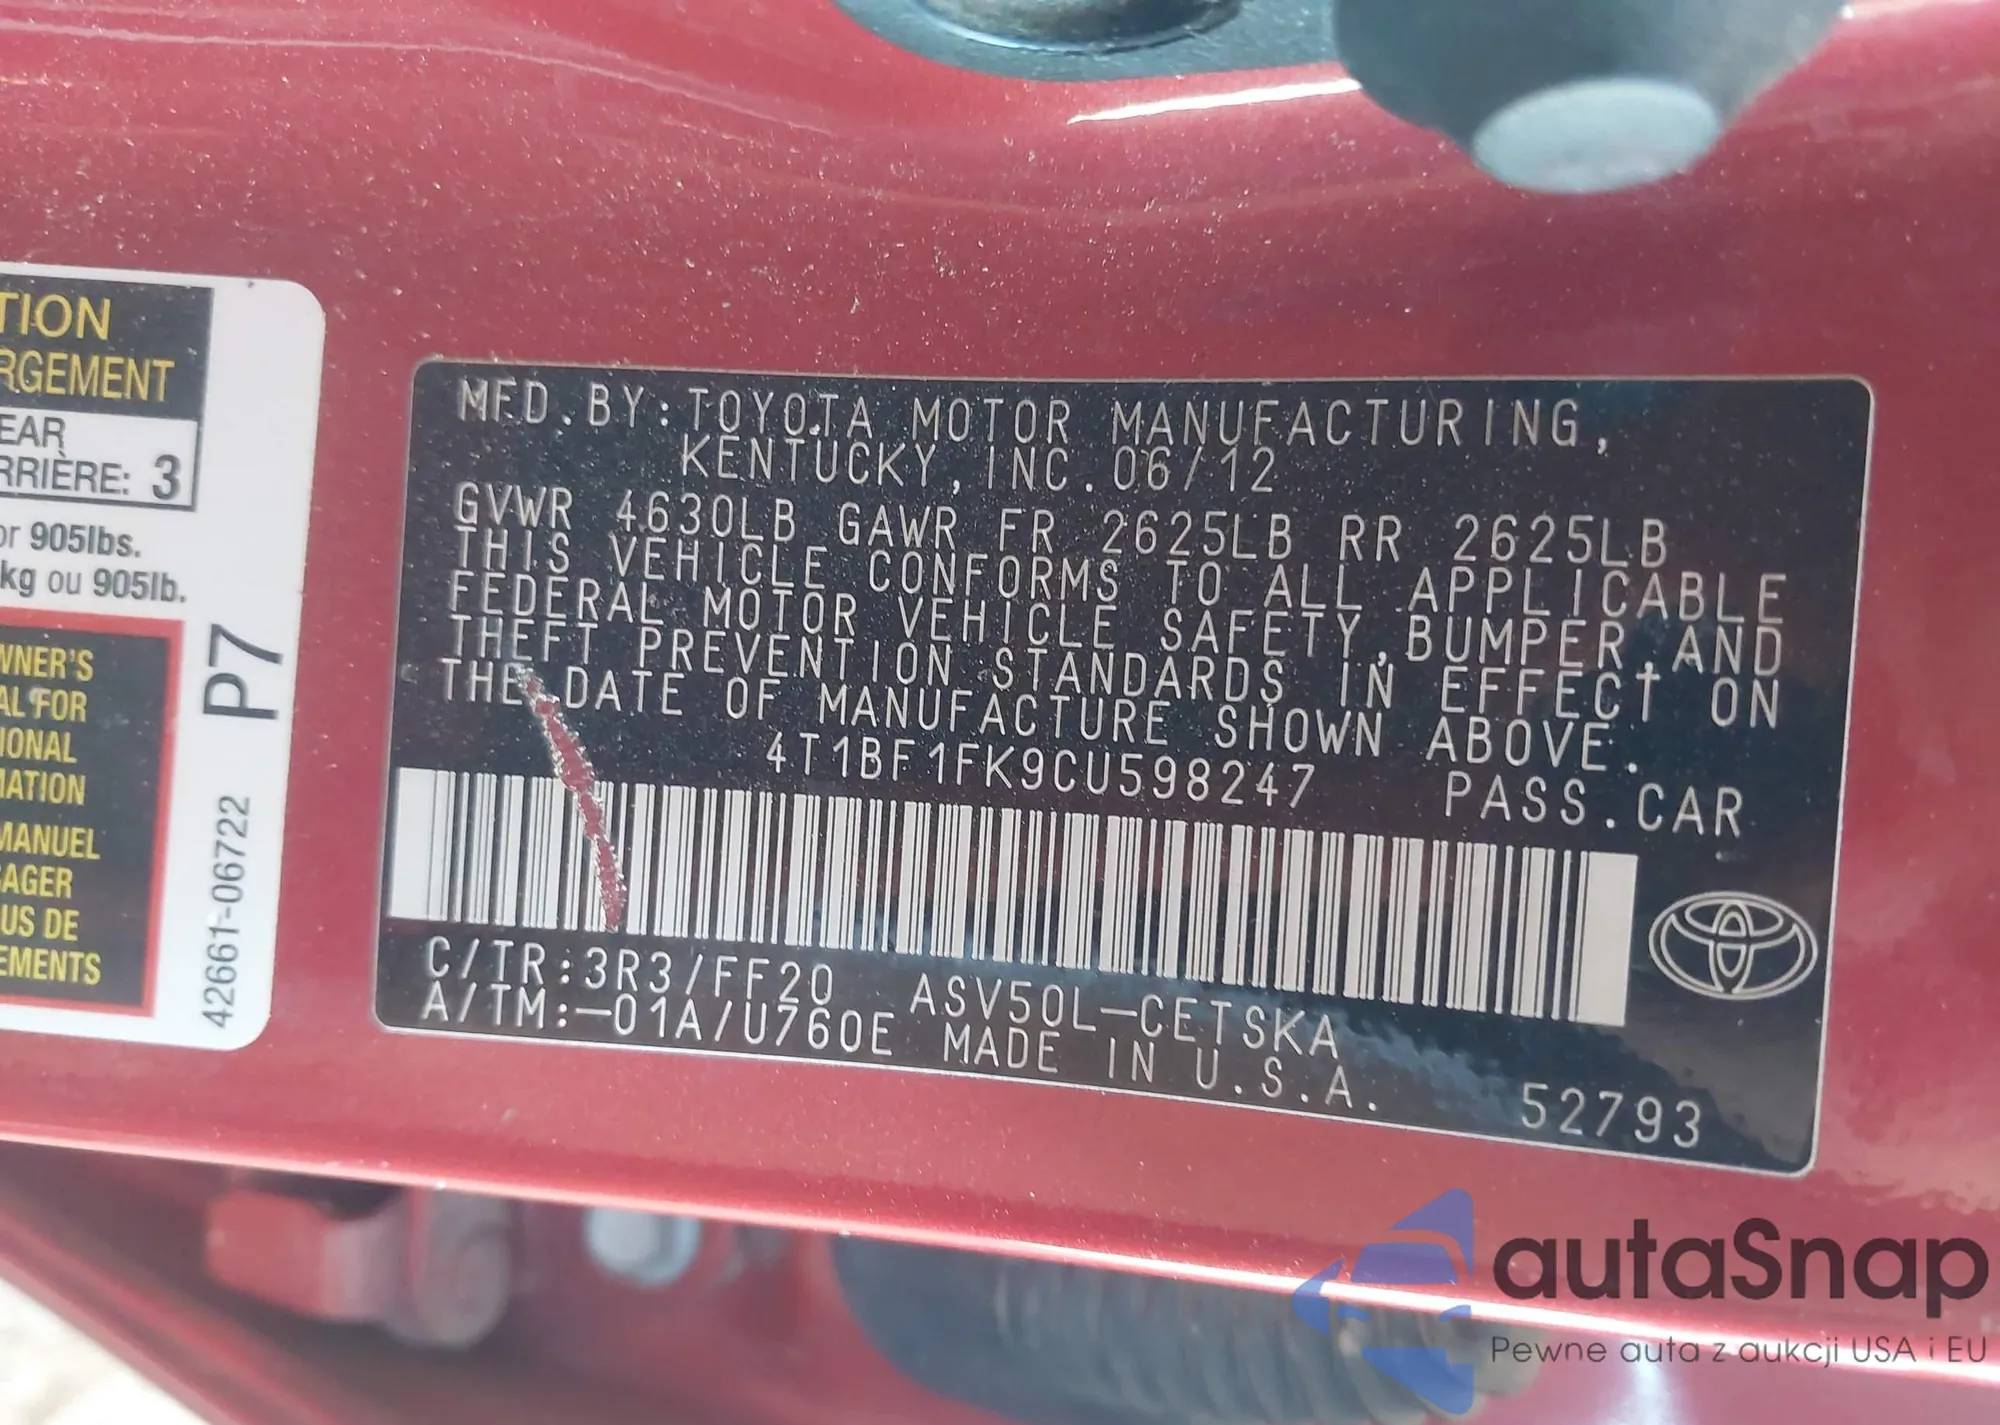 TION
RGEMENT
EAR
RRIÈRE: 3
or 905lbs.
kg ou 905lb.
WNER'S
AL FOR
IONAL
MATION
MANUEL
GAGER
US DE
EMENTS
P7
42661-06722
MFD.BY:TOYOTA MOTOR MANUFACTURING,
KENTUCKY, INC.06/12
GVWR 4630LB GAWR FR 2625LB RR 2625LB
THIS VEHICLE CONFORMS TO ALL APPLICABLE
FEDERAL MOTOR VEHICLE SAFETY,BUMPER,AND
THEFT PREVENTION STANDARDS IN EFFECT ON
THE DATE OF MANUFACTURE SHOWN ABOVE.
4T1BF1FK9CU598247 PASS.CAR
C/TR:3R3/FF20 ASV50L-CETSKA
A/TM:-01A/U760E MADE IN U.S.A.
52793
autaSnap
Pewne auta z aukcji USA i EU